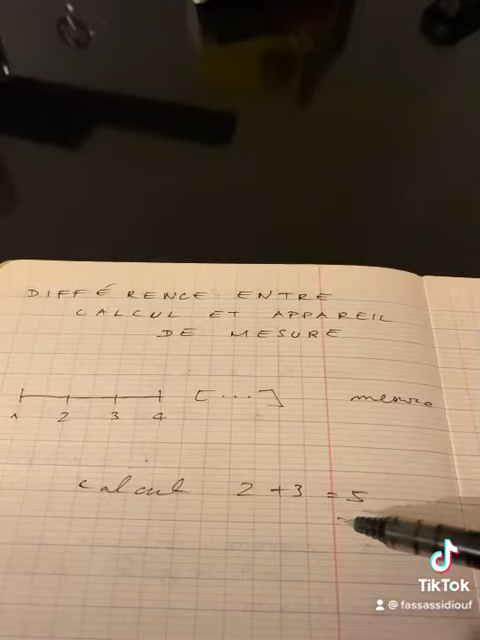 DIFFÉRENCE ENTRE
CALCUL ET APPAREIL
DE MESURE
[...] mesure
1 2 3 4
calcul 2 + 3 = 5
TikTok
@ fassassidiouf